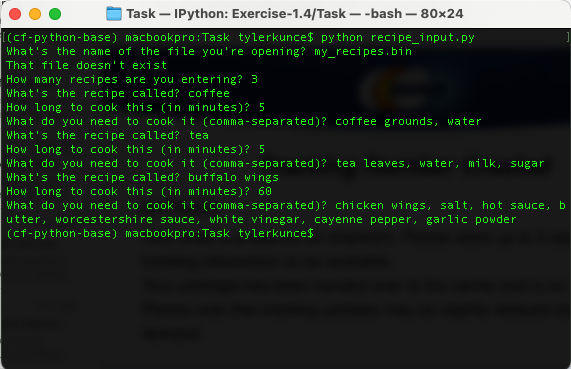 Task — IPython: Exercise-1.4/Task — -bash — 80×24
[(cf-python-base) macbookpro:Task tylerkunce$ python recipe_input.py ]
What's the name of the file you're opening? my_recipes.bin
That file doesn't exist
How many recipes are you entering? 3
What's the recipe called? coffee
How long to cook this (in minutes)? 5
What do you need to cook it (comma-separated)? coffee grounds, water
What's the recipe called? tea
How long to cook this (in minutes)? 5
What do you need to cook it (comma-separated)? tea leaves, water, milk, sugar
What's the recipe called? buffalo wings
How long to cook this (in minutes)? 60
What do you need to cook it (comma-separated)? chicken wings, salt, hot sauce, b
utter, worcestershire sauce, white vinegar, cayenne pepper, garlic powder
(cf-python-base) macbookpro:Task tylerkunce$